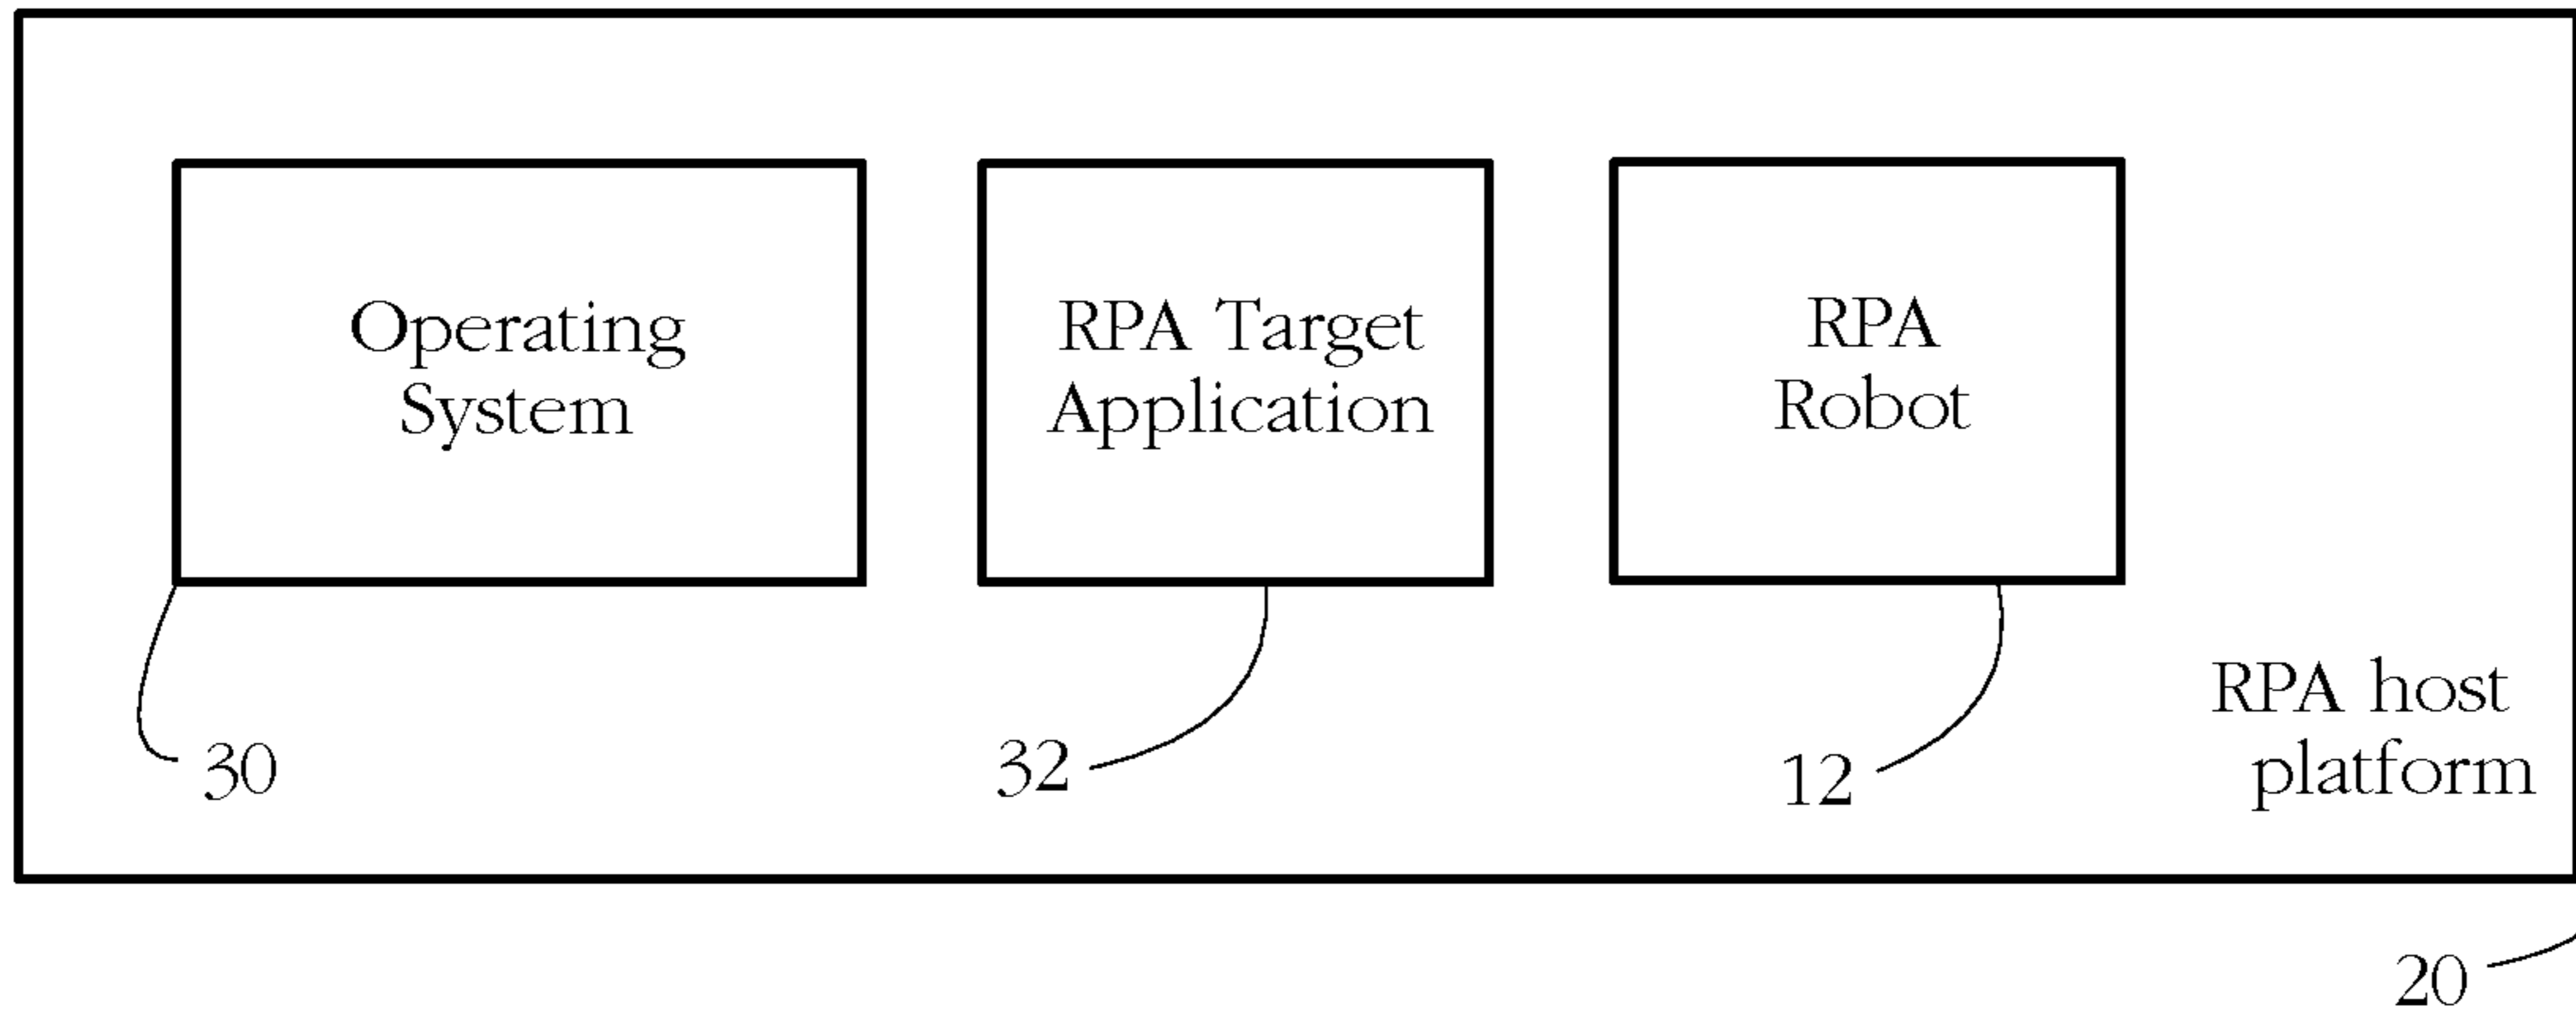 Operating
System
RPA Target
Application
RPA
Robot
RPA host
platform
30
32
12
20